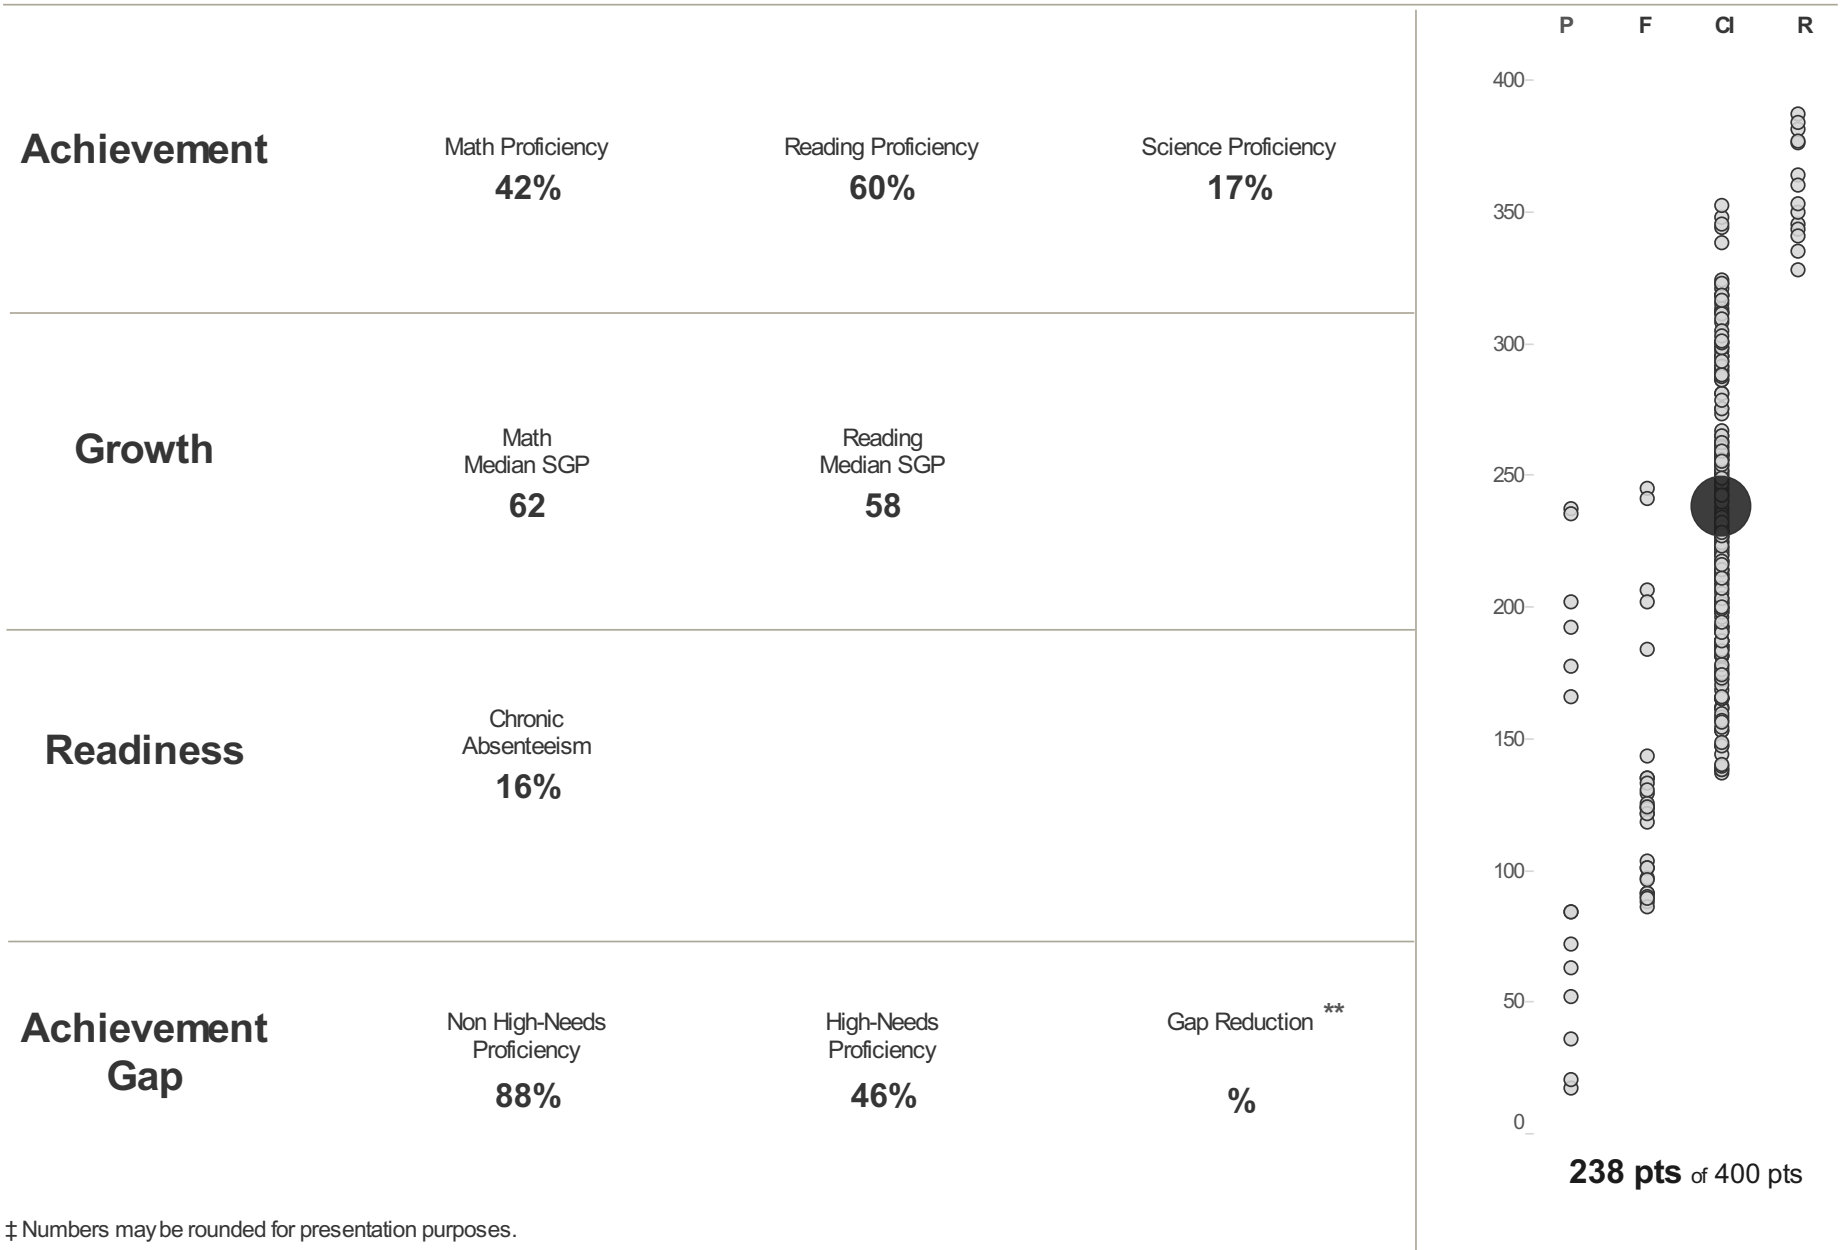 P F CI R
Achievement
Math Proficiency
42%
Reading Proficiency
60%
Science Proficiency
17%
Growth
Math
Median SGP
62
Reading
Median SGP
58
Readiness
Chronic
Absenteeism
16%
Achievement
Gap
Non High-Needs
Proficiency
88%
High-Needs
Proficiency
46%
Gap Reduction **
%
400
350
300
250
200
150
100
50
0
238 pts of 400 pts
‡ Numbers may be rounded for presentation purposes.